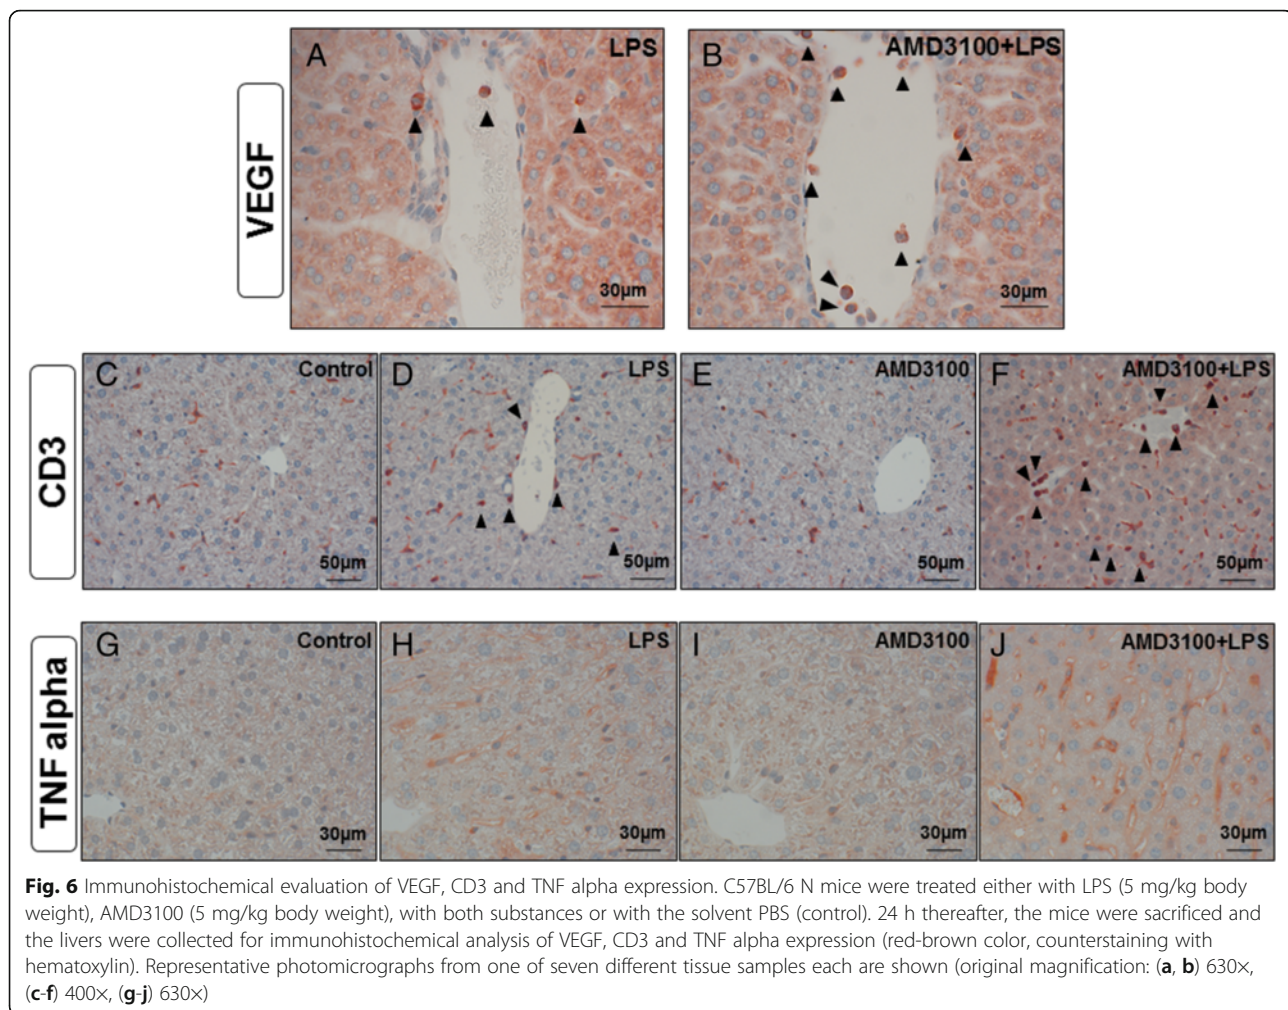 VEGF
A
LPS
30µm
B
AMD3100+LPS
30µm
CD3
C
Control
50µm
D
LPS
50µm
E
AMD3100
50µm
F
AMD3100+LPS
50µm
TNF alpha
G
Control
30µm
H
LPS
30µm
I
AMD3100
30µm
J
AMD3100+LPS
30µm
Fig. 6 Immunohistochemical evaluation of VEGF, CD3 and TNF alpha expression. C57BL/6 N mice were treated either with LPS (5 mg/kg body
weight), AMD3100 (5 mg/kg body weight), with both substances or with the solvent PBS (control). 24 h thereafter, the mice were sacrificed and
the livers were collected for immunohistochemical analysis of VEGF, CD3 and TNF alpha expression (red-brown color, counterstaining with
hematoxylin). Representative photomicrographs from one of seven different tissue samples each are shown (original magnification: (a, b) 630×,
(c-f) 400×, (g-j) 630×)